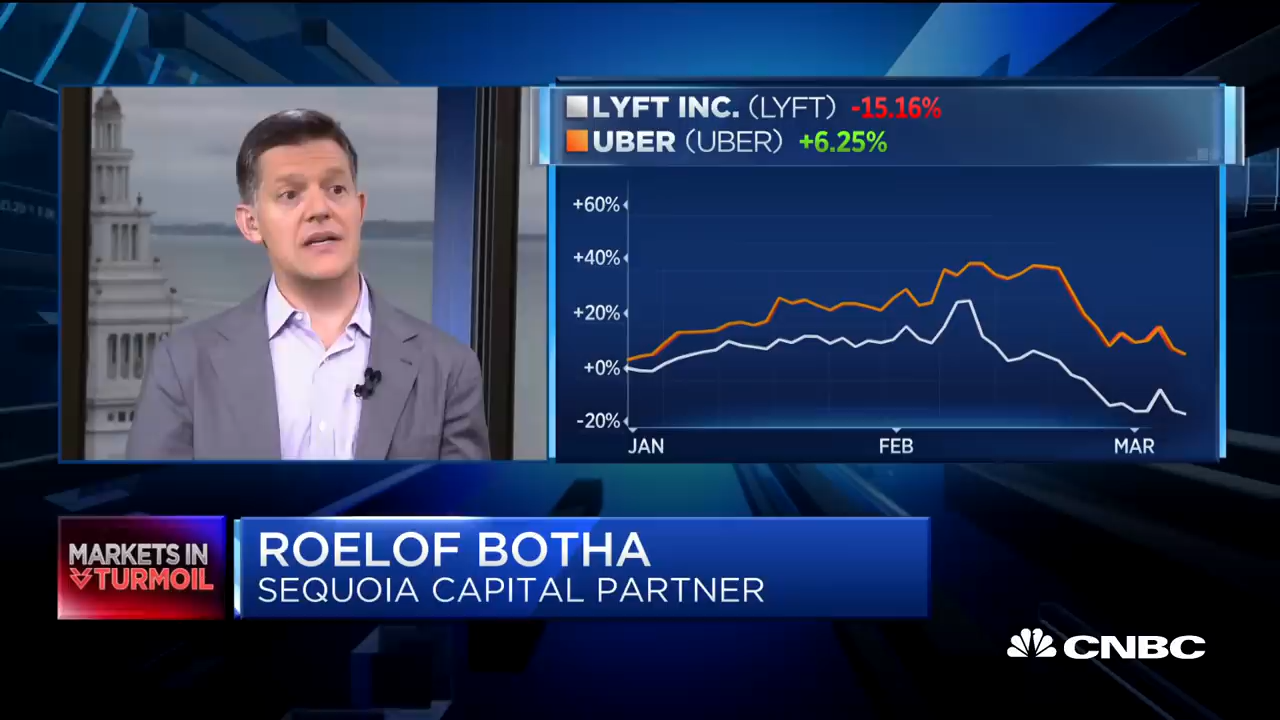 LYFT INC. (LYFT) -15.16%
UBER (UBER) +6.25%
+60%
+40%
+20%
+0%
-20%
JAN FEB MAR
MARKETS IN
TURMOIL
ROELOF BOTHA
SEQUOIA CAPITAL PARTNER
CNBC